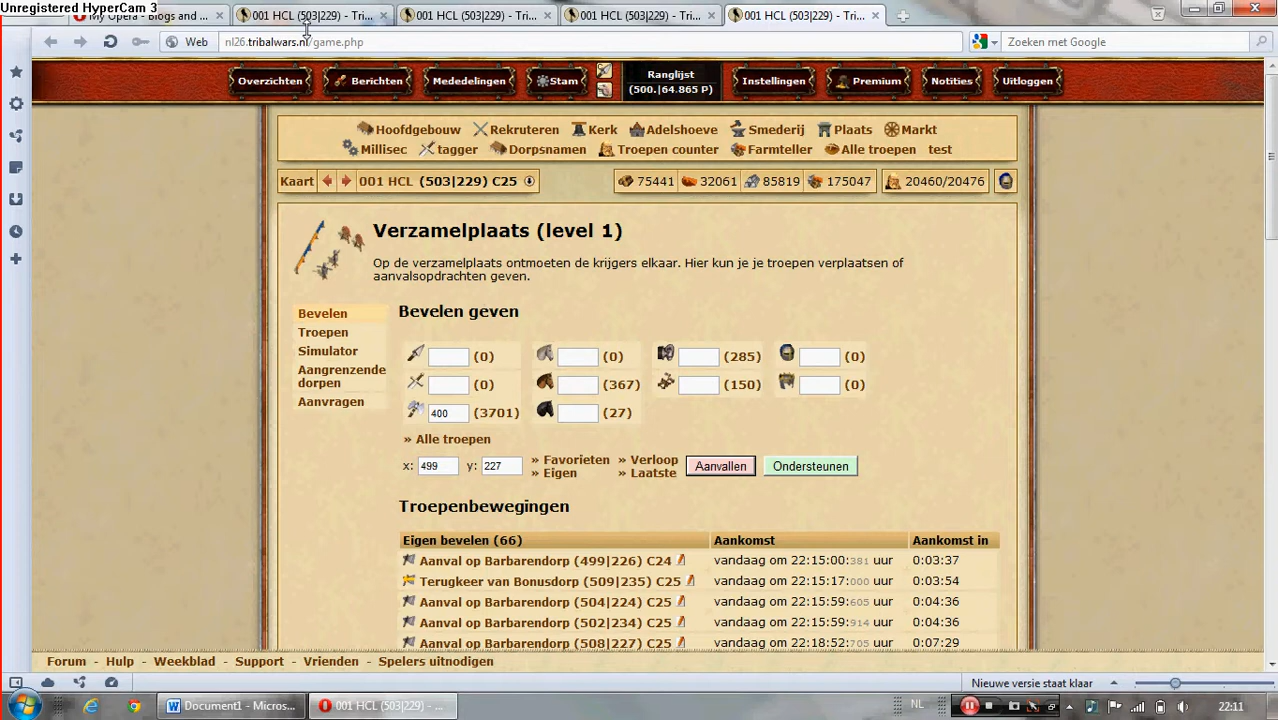 Unregistered HyperCam 3
My Opera - Blogs and ...
001 HCL (503|229) - Tri...
001 HCL (503|229) - Tri...
001 HCL (503|229) - Tri...
001 HCL (503|229) - Tri...
Web
nl26.tribalwars.nl/game.php
Zoeken met Google
Overzichten
Berichten
Mededelingen
Stam
Ranglijst
(500.|64.865 P)
Instellingen
Premium
Notities
Uitloggen
Hoofdgebouw Rekruteren Kerk Adelshoeve Smederij Plaats Markt
Millisec tagger Dorpsnamen Troepen counter Farmteller Alle troepen test
Kaart 001 HCL (503|229) C25
75441 32061 85819 175047 20460/20476
Verzamelplaats (level 1)
Op de verzamelplaats ontmoeten de krijgers elkaar. Hier kun je je troepen verplaatsen of
aanvalsopdrachten geven.
Bevelen
Troepen
Simulator
Aangrenzende
dorpen
Aanvragen
Bevelen geven
(0) (0) (285) (0)
(0) (367) (150) (0)
400 (3701) (27)
» Alle troepen
x: 499 y: 227
» Favorieten » Verloop
» Eigen » Laatste
Aanvallen
Ondersteunen
Troepenbewegingen
Eigen bevelen (66) Aankomst Aankomst in
Aanval op Barbarendorp (499|226) C24 vandaag om 22:15:00:381 uur 0:03:37
Terugkeer van Bonusdorp (509|235) C25 vandaag om 22:15:17:000 uur 0:03:54
Aanval op Barbarendorp (504|224) C25 vandaag om 22:15:59:605 uur 0:04:36
Aanval op Barbarendorp (502|234) C25 vandaag om 22:15:59:914 uur 0:04:36
Aanval op Barbarendorp (508|227) C25 vandaag om 22:18:52:705 uur 0:07:29
Forum - Hulp - Weekblad - Support - Vrienden - Spelers uitnodigen
Nieuwe versie staat klaar
Document1 - Micros...
001 HCL (503|229) - ...
NL
22:11